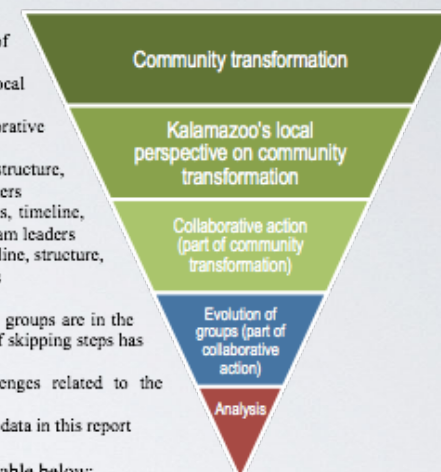 of
ocal
orative
structure,
ers
s, timeline,
am leaders
line, structure,
s
groups are in the
f skipping steps has
enges related to the
data in this report
able below:
Community transformation
Kalamazoo's local
perspective on community
transformation
Collaborative action
(part of community
transformation)
Evolution of
groups (part of
collaborative
action)
Analysis